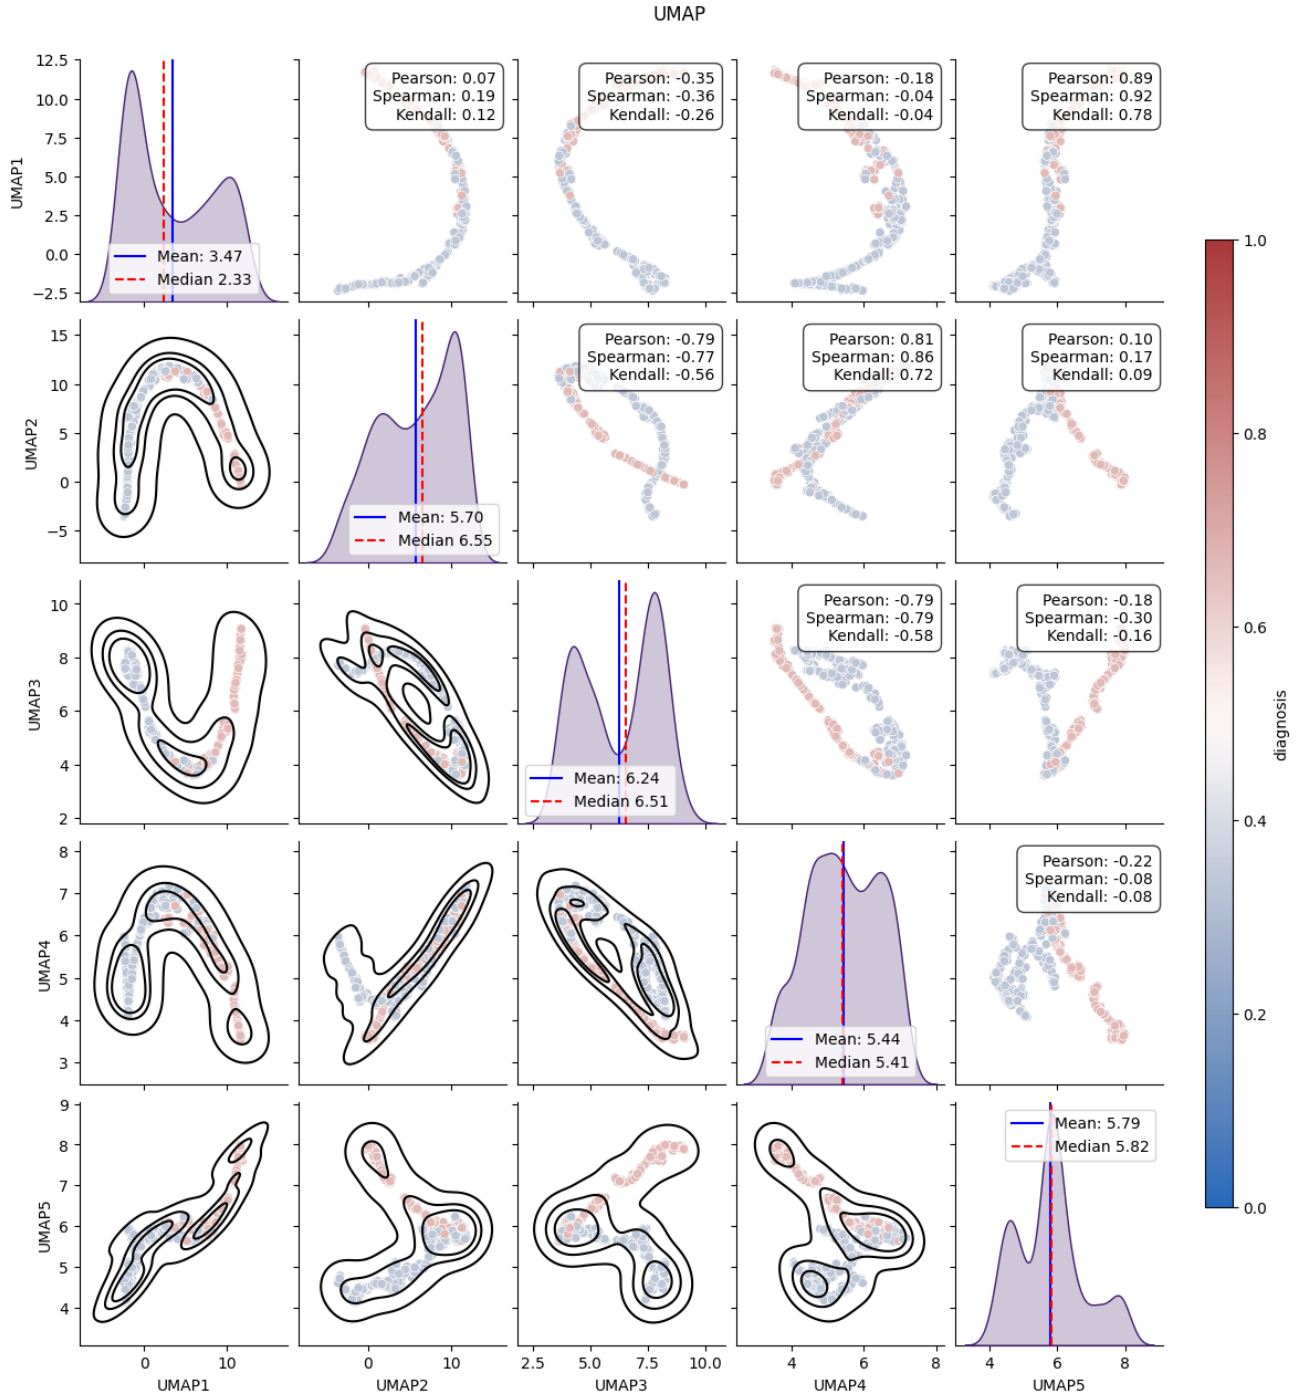 UMAP
12.5
10.0
7.5
5.0
2.5
0.0
−2.5
UMAP1
Mean: 3.47
Median 2.33
Pearson: 0.07
Spearman: 0.19
Kendall: 0.12
Pearson: -0.35
Spearman: -0.36
Kendall: -0.26
Pearson: -0.18
Spearman: -0.04
Kendall: -0.04
Pearson: 0.89
Spearman: 0.92
Kendall: 0.78
15
10
5
0
−5
UMAP2
Mean: 5.70
Median 6.55
Pearson: -0.79
Spearman: -0.77
Kendall: -0.56
Pearson: 0.81
Spearman: 0.86
Kendall: 0.72
Pearson: 0.10
Spearman: 0.17
Kendall: 0.09
10
8
6
4
2
UMAP3
Mean: 6.24
Median 6.51
2.5
5.0
7.5
10.0
Pearson: -0.79
Spearman: -0.79
Kendall: -0.58
4
6
8
Pearson: -0.18
Spearman: -0.30
Kendall: -0.16
8
7
6
5
4
3
UMAP4
Mean: 5.44
Median 5.41
Pearson: -0.22
Spearman: -0.08
Kendall: -0.08
9
8
7
6
5
4
UMAP5
Mean: 5.79
Median 5.82
0
10
UMAP1
0
10
UMAP2
2.5
5.0
7.5
10.0
UMAP3
4
6
8
UMAP4
4
6
8
UMAP5
1.0
0.8
0.6
0.4
0.2
0.0
diagnosis